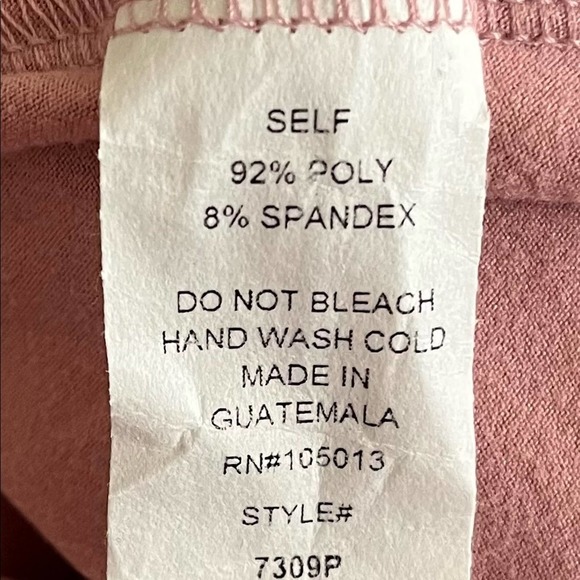 SELF
92% POLY
8% SPANDEX
DO NOT BLEACH
HAND WASH COLD
MADE IN
GUATEMALA
RN#105013
STYLE#
7309P